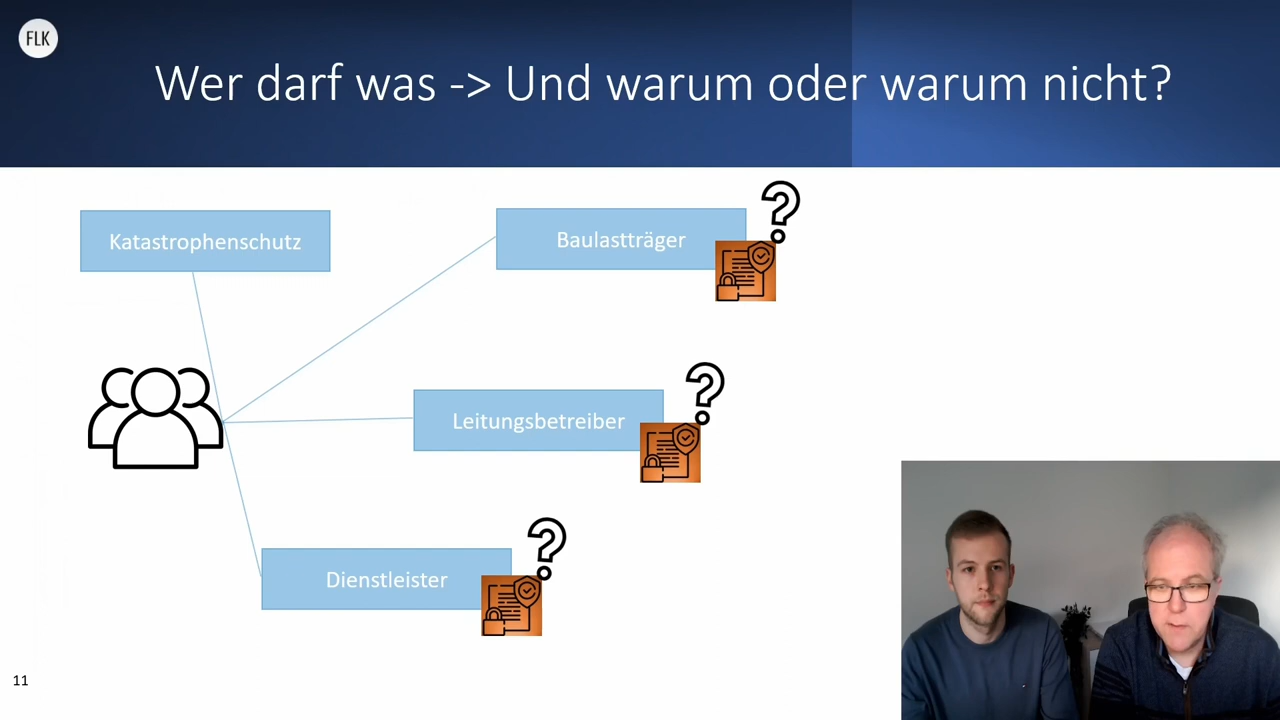 FLK
Wer darf was -> Und warum oder warum nicht?
Katastrophenschutz
Baulastträger
Leitungsbetreiber
Dienstleister
11